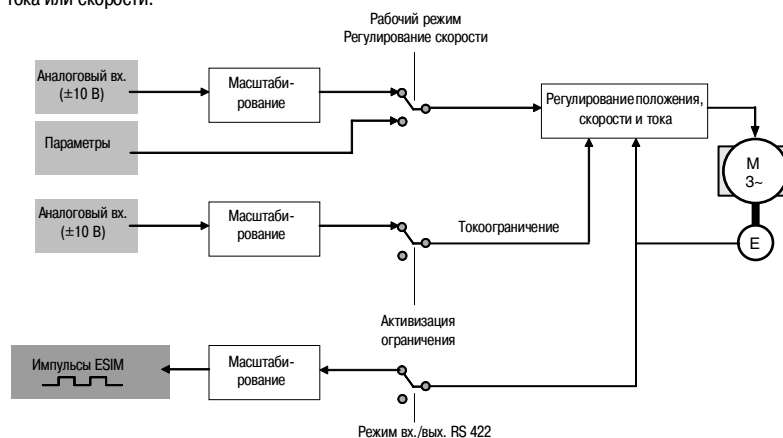 тока или скорости.
Рабочий режим
Регулирование скорости
Аналоговый вх.
(±10 В)
Масштаби-
рование
Регулирование положения,
скорости и тока
Параметры
M
3~
Аналоговый вх.
(±10 В)
Масштаби-
рование
Токоограничение
E
Активизация
ограничения
Импульсы ESIM
Масштаби-
рование
Режим вх./вых. RS 422